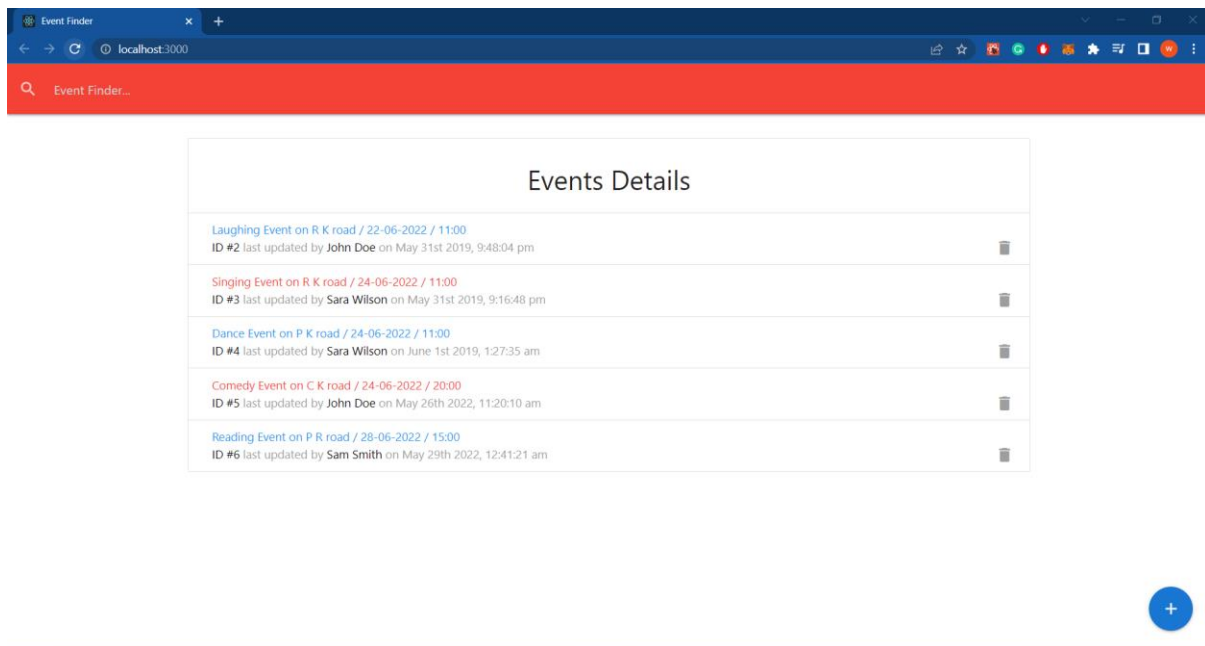 Event Finder
localhost:3000
Event Finder...
Events Details
Laughing Event on R K road / 22-06-2022 / 11:00
ID #2 last updated by John Doe on May 31st 2019, 9:48:04 pm
Singing Event on R K road / 24-06-2022 / 11:00
ID #3 last updated by Sara Wilson on May 31st 2019, 9:16:48 pm
Dance Event on P K road / 24-06-2022 / 11:00
ID #4 last updated by Sara Wilson on June 1st 2019, 1:27:35 am
Comedy Event on C K road / 24-06-2022 / 20:00
ID #5 last updated by John Doe on May 26th 2022, 11:20:10 am
Reading Event on P R road / 28-06-2022 / 15:00
ID #6 last updated by Sam Smith on May 29th 2022, 12:41:21 am